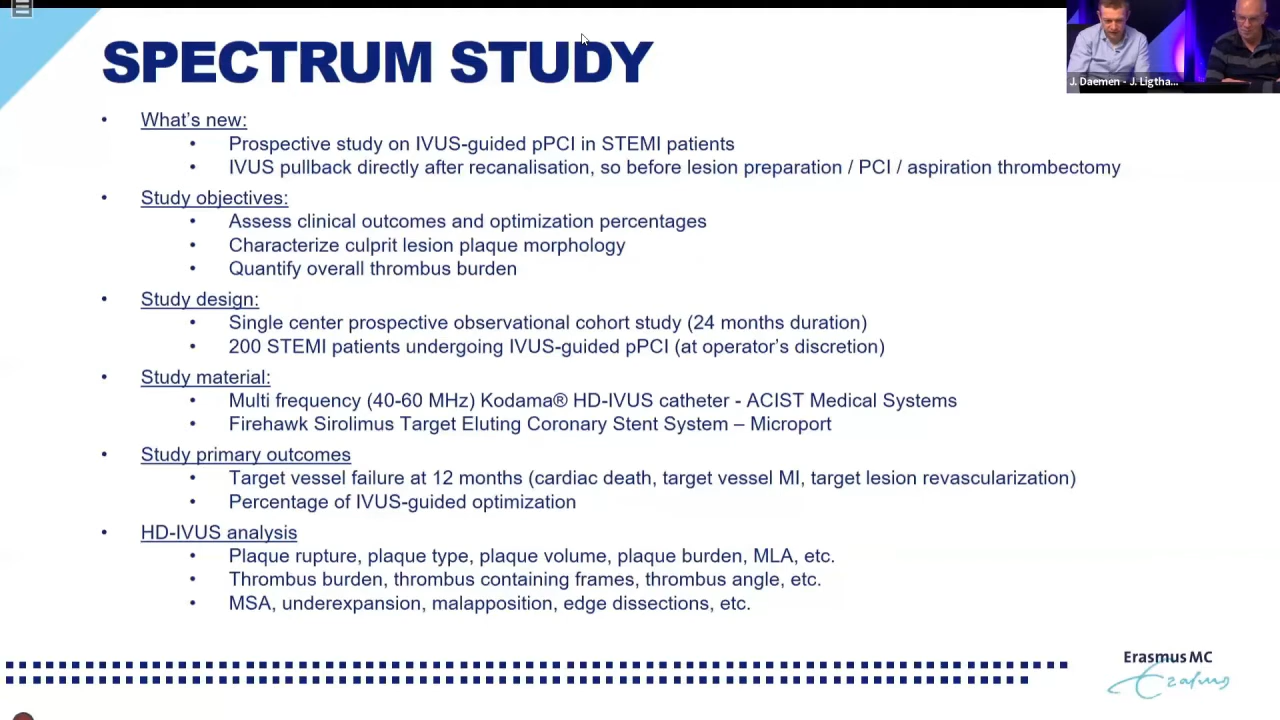 SPECTRUM STUDY
J. Daemen - J. Ligtha...
• What's new:
• Prospective study on IVUS-guided pPCI in STEMI patients
• IVUS pullback directly after recanalisation, so before lesion preparation / PCI / aspiration thrombectomy
• Study objectives:
• Assess clinical outcomes and optimization percentages
• Characterize culprit lesion plaque morphology
• Quantify overall thrombus burden
• Study design:
• Single center prospective observational cohort study (24 months duration)
• 200 STEMI patients undergoing IVUS-guided pPCI (at operator's discretion)
• Study material:
• Multi frequency (40-60 MHz) Kodama® HD-IVUS catheter - ACIST Medical Systems
• Firehawk Sirolimus Target Eluting Coronary Stent System – Microport
• Study primary outcomes
• Target vessel failure at 12 months (cardiac death, target vessel MI, target lesion revascularization)
• Percentage of IVUS-guided optimization
• HD-IVUS analysis
• Plaque rupture, plaque type, plaque volume, plaque burden, MLA, etc.
• Thrombus burden, thrombus containing frames, thrombus angle, etc.
• MSA, underexpansion, malapposition, edge dissections, etc.
Erasmus MC
Erasmus